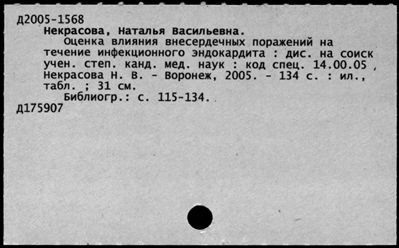 Д2005-1568
Некрасова, Наталья Васильевна.
Оценка влияния внесердечных поражений на
течение инфекционного эндокардита : дис. на соиск
учен. степ. канд. мед. наук : код спец. 14.00.05 ,
Некрасова Н. В. - Воронеж, 2005. - 134 с. : ил.,
табл. ; 31 см.
Библиогр.: с. 115-134.
Д175907